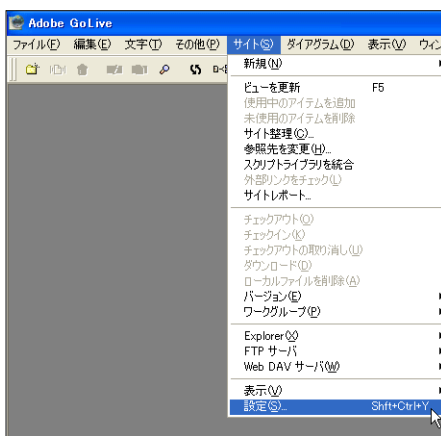 Adobe GoLive
ファイル(F) 編集(E) 文字(T) その他(P) サイト(S) ダイアグラム(D) 表示(V) ウィン
新規(N)
ビューを更新 F5
使用中のアイテムを追加
未使用のアイテムを削除
サイト整理(C)...
参照先を変更(H)...
スクリプトライブラリを統合
外部リンクをチェック(L)
サイトレポート...
チェックアウト(O)
チェックイン(K)
チェックアウトの取り消し(U)
ダウンロード(D)
ローカルファイルを削除(A)
バージョン(E)
ワークグループ(P)
Explorer(X)
FTP サーバ
Web DAV サーバ(W)
表示(V)
設定(S)... Shft+Ctrl+Y